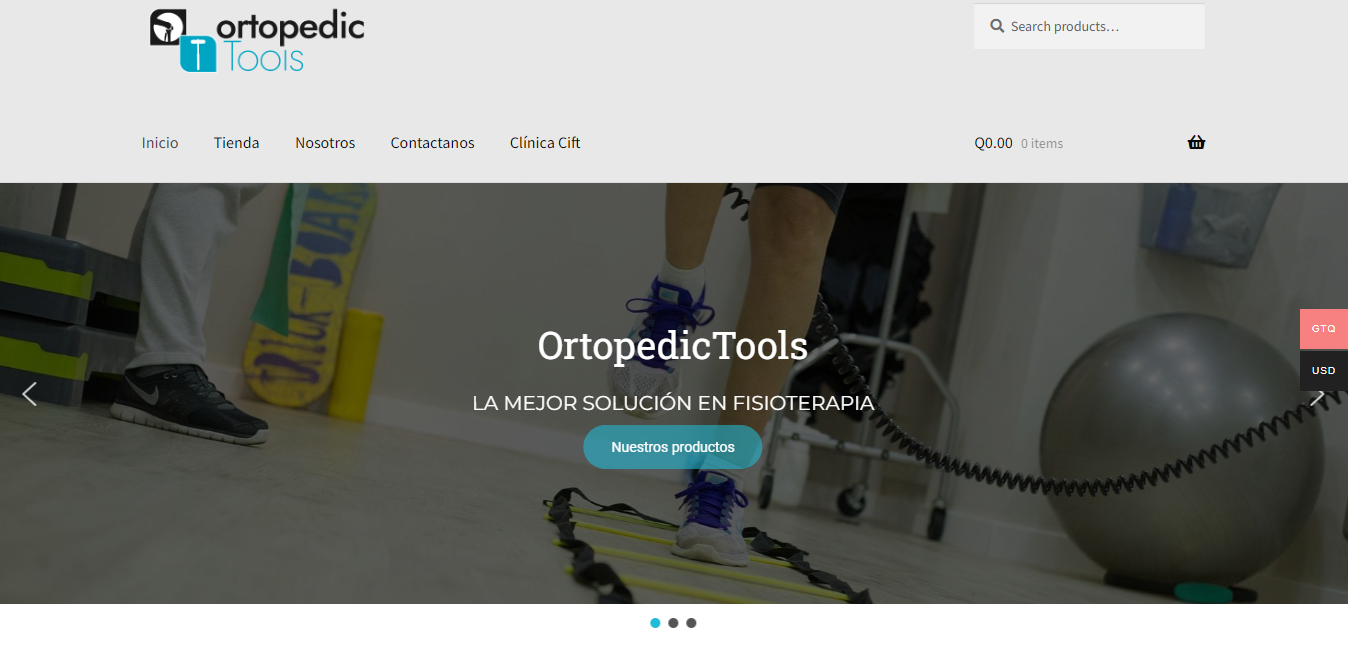 ortopedic
Tools
Search products…
Inicio
Tienda
Nosotros
Contactanos
Clínica Cift
Q0.00 0 items
GTQ
USD
OrtopedicTools
LA MEJOR SOLUCIÓN EN FISIOTERAPIA
Nuestros productos